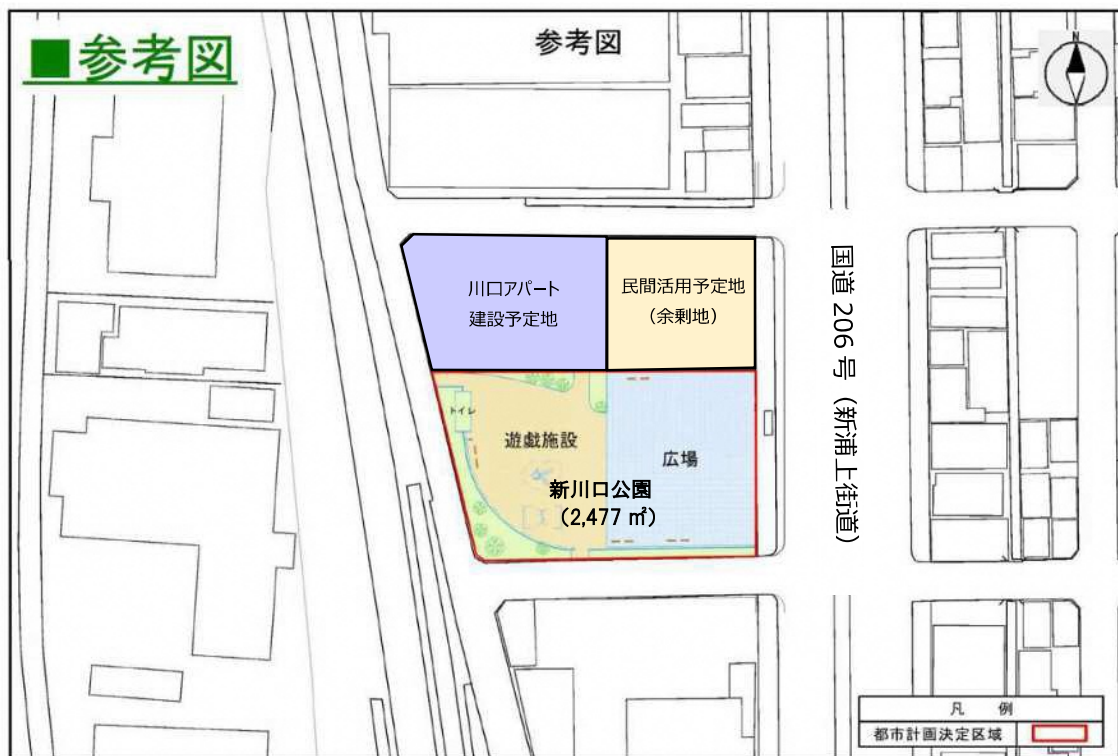 ■参考図
参考図
N
川口アパート
建設予定地
民間活用予定地
(余剰地)
国道 206 号 (新浦上街道)
トイレ
遊戯施設
広場
新川口公園
(2,477 ㎡)
凡 例
都市計画決定区域